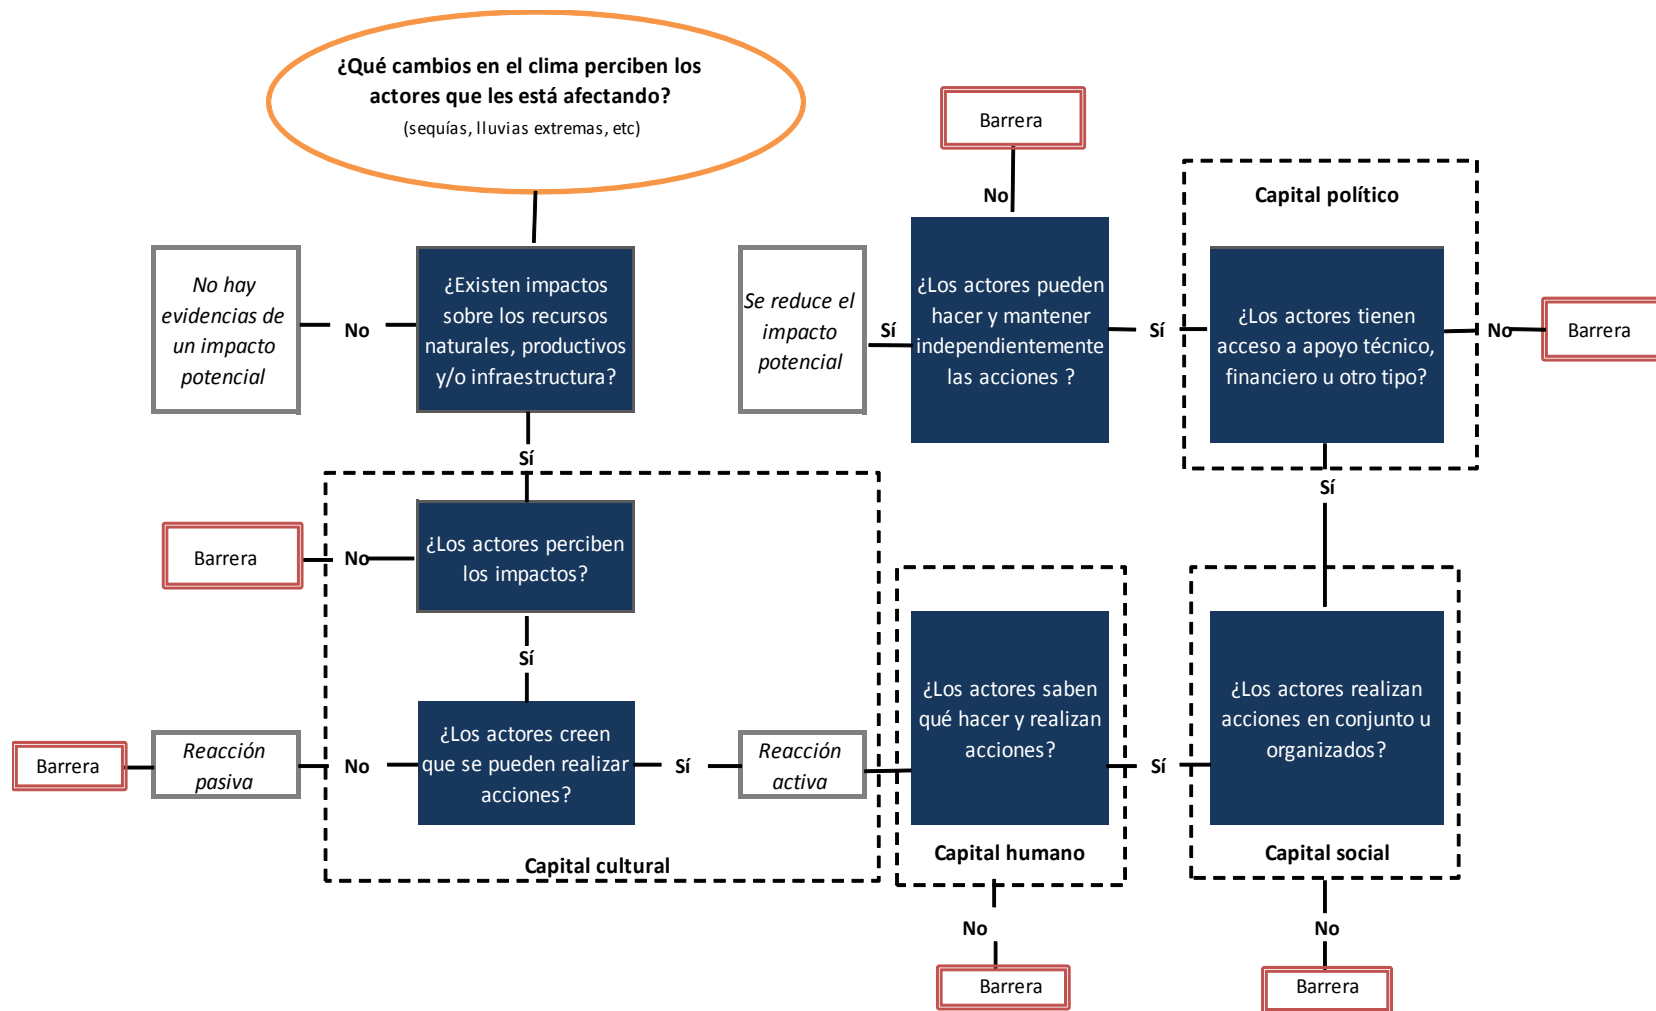 ¿Qué cambios en el clima perciben los
actores que les está afectando?
(sequías, lluvias extremas, etc)
Barrera
No
Capital político
No hay
evidencias de
un impacto
potencial
No
¿Existen impactos
sobre los recursos
naturales, productivos
y/o infraestructura?
Se reduce el
impacto
potencial
Sí
¿Los actores pueden
hacer y mantener
independientemente
las acciones ?
Sí
¿Los actores tienen
acceso a apoyo técnico,
financiero u otro tipo?
No
Barrera
Sí
Sí
Barrera
No
¿Los actores perciben
los impactos?
Sí
Barrera
Reacción
pasiva
No
¿Los actores creen
que se pueden realizar
acciones?
Sí
Reacción
activa
¿Los actores saben
qué hacer y realizan
acciones?
Sí
¿Los actores realizan
acciones en conjunto u
organizados?
Capital cultural
Capital humano
Capital social
No
No
Barrera
Barrera